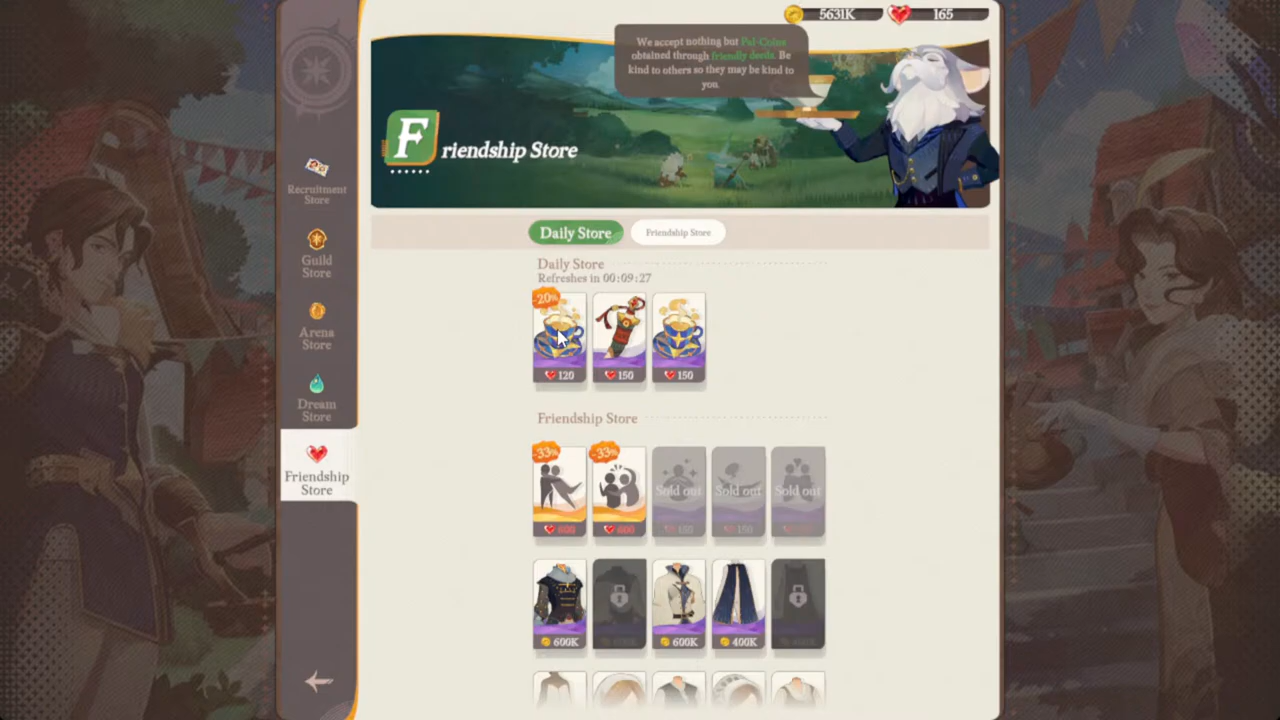 5631K
165
We accept nothing but Pal-Coins
obtained through friendly deeds. Be
kind to others so they may be kind to
you.
Friendship Store
Recruitment
Store
Guild
Store
Arena
Store
Dream
Store
Friendship
Store
Daily Store
Friendship Store
Daily Store
Refreshes in 00:09:27
-20%
120
150
150
Friendship Store
-33%
-33%
Sold out
Sold out
Sold out
600
600
600K
600K
400K